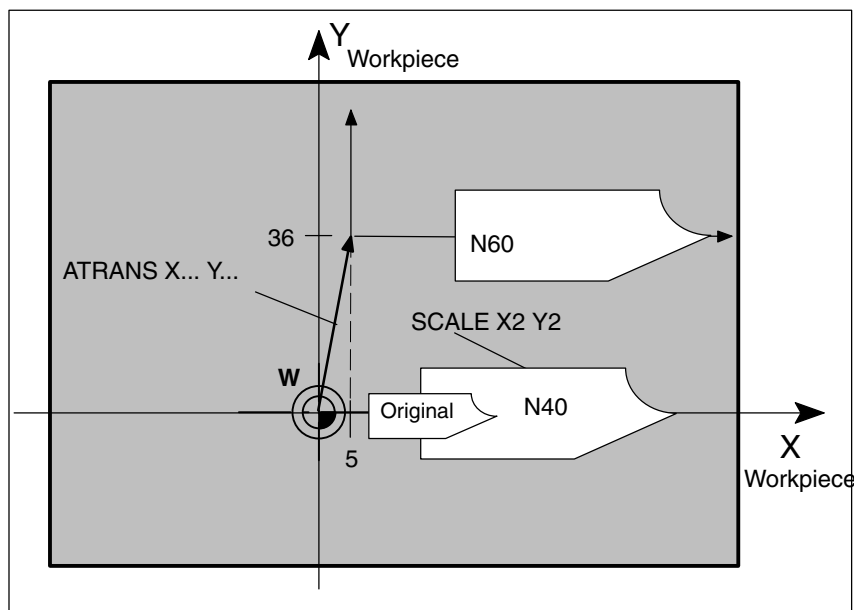 Y
Workpiece
36
N60
ATRANS X... Y...
SCALE X2 Y2
W
Original
N40
5
X
Workpiece